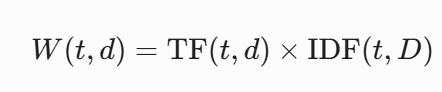 W(t, d) = TF(t, d) × IDF(t, D)